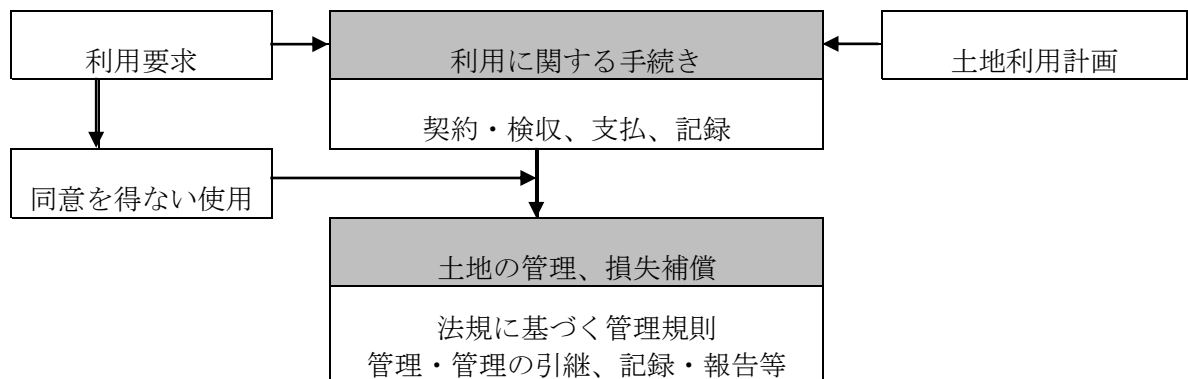 利用要求
利用に関する手続き
土地利用計画
契約・検収、支払、記録
同意を得ない使用
土地の管理、損失補償
法規に基づく管理規則
管理・管理の引継、記録・報告等